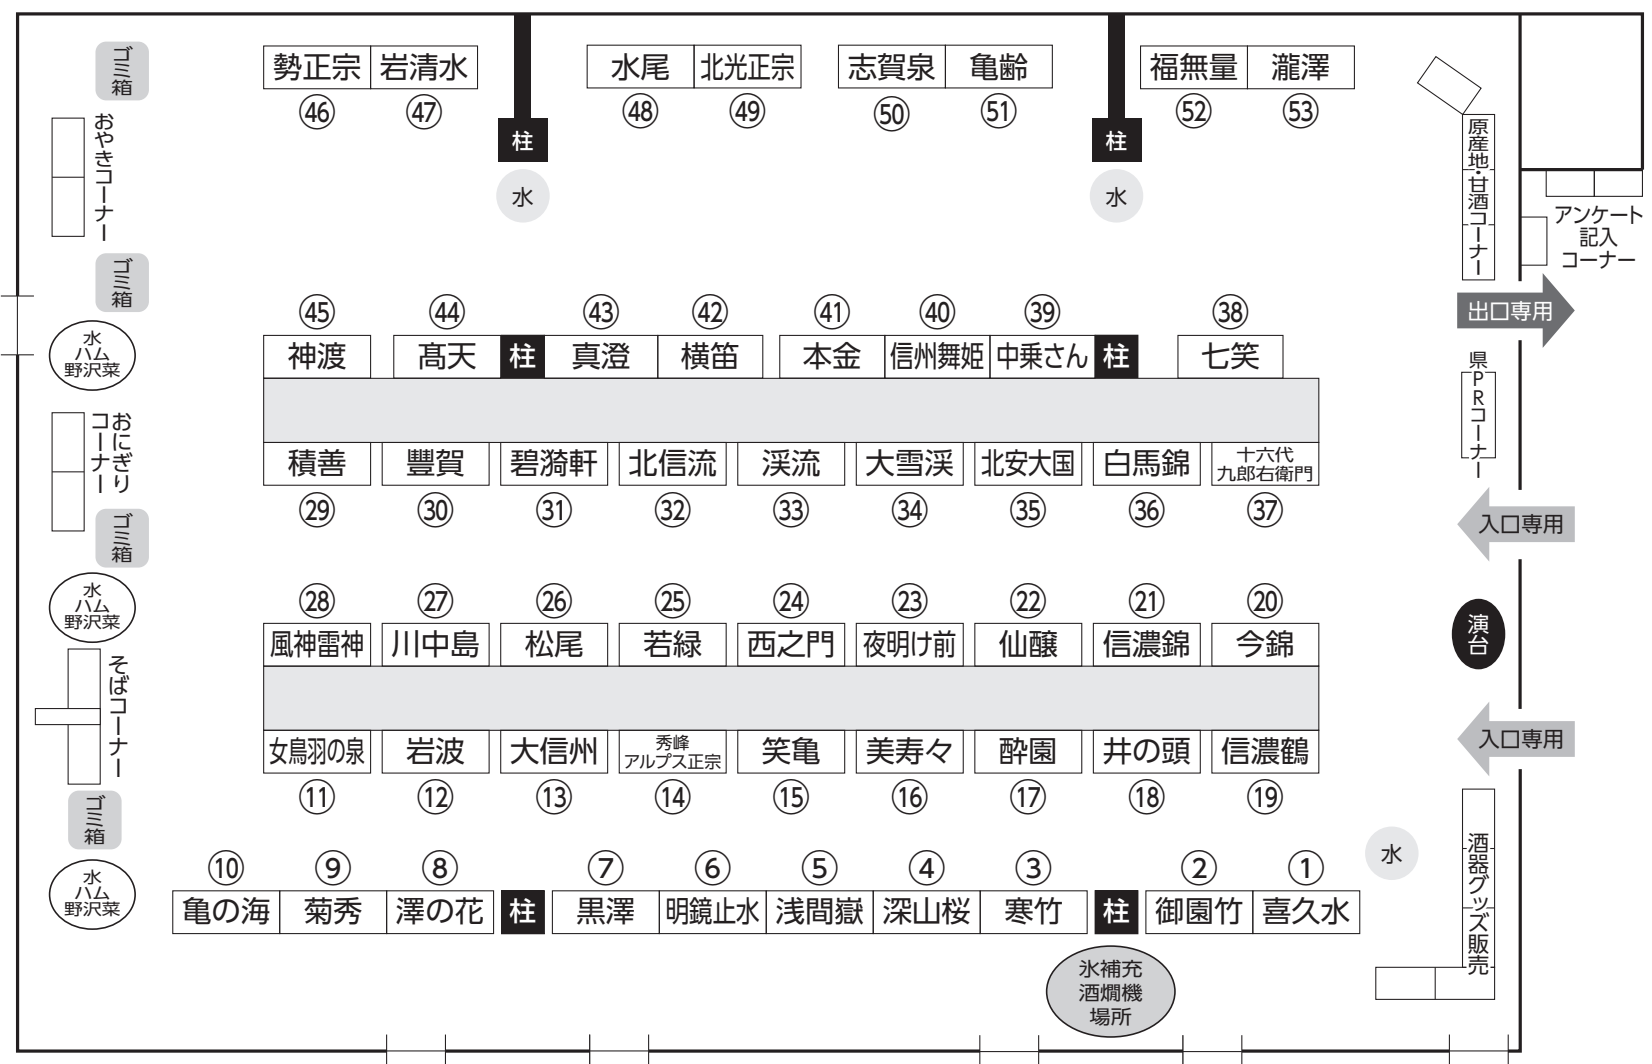 ゴミ箱
勢正宗
岩清水
水尾
北光正宗
志賀泉
亀齢
福無量
瀧澤
㊻
㊼
㊽
㊾
㊿
51
52
53
柱
柱
水
水
おやきコーナー
原産地・甘酒コーナー
アンケート
記入
コーナー
ゴミ箱
出口専用
水
ハム
野沢菜
㊺
㊹
㊸
㊷
㊶
㊵
㊴
㊳
神渡
髙天
柱
真澄
横笛
本金
信州舞姫
中乗さん
柱
七笑
県PRコーナー
おにぎり
コーナー
積善
豐賀
碧漪軒
北信流
渓流
大雪渓
北安大国
白馬錦
十六代
九郎右衛門
㉙
㉚
㉛
㉜
㉝
㉞
㉟
㊱
㊲
ゴミ箱
入口専用
水
ハム
野沢菜
㉘
㉗
㉖
㉕
㉔
㉓
㉒
㉑
⑳
風神雷神
川中島
松尾
若緑
西之門
夜明け前
仙醸
信濃錦
今錦
演台
そばコーナー
女鳥羽の泉
岩波
大信州
秀峰
アルプス正宗
笑亀
美寿々
酔園
井の頭
信濃鶴
入口専用
⑪
⑫
⑬
⑭
⑮
⑯
⑰
⑱
⑲
ゴミ箱
水
ハム
野沢菜
⑩
⑨
⑧
⑦
⑥
⑤
④
③
②
①
亀の海
菊秀
澤の花
柱
黒澤
明鏡止水
浅間嶽
深山桜
寒竹
柱
御園竹
喜久水
水
酒器グッズ販売
氷補充
酒燗機
場所